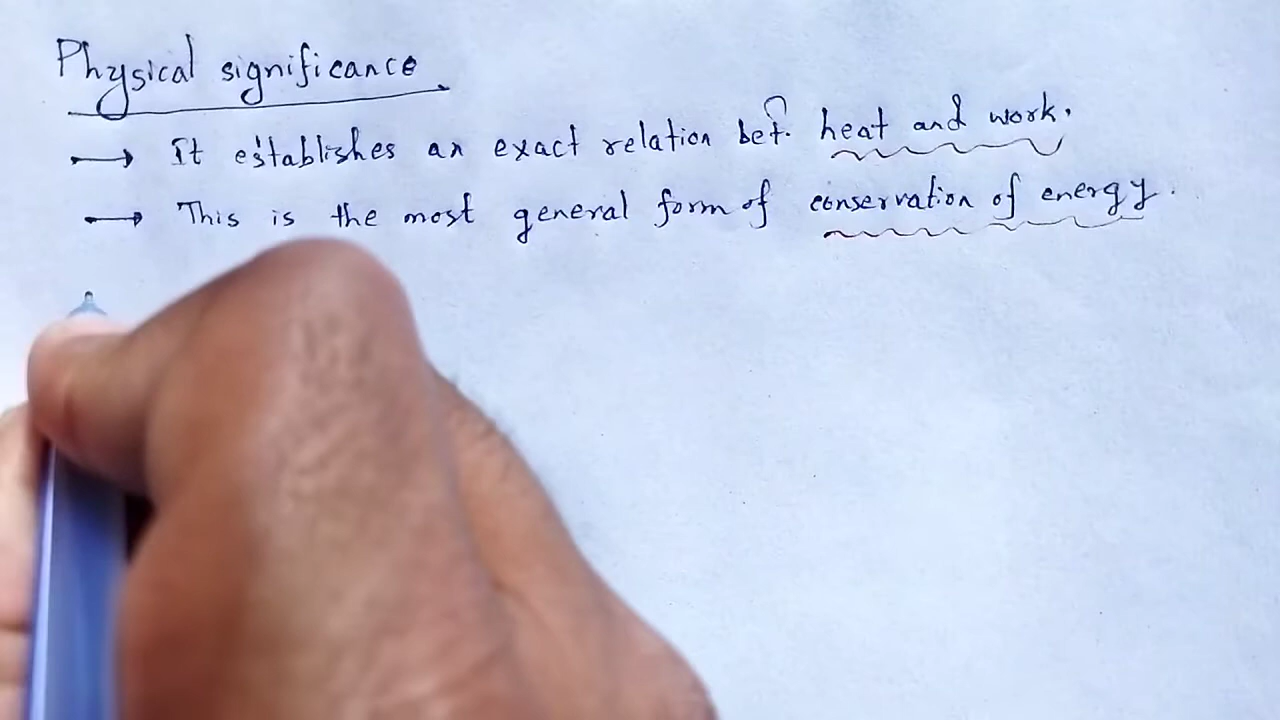 Physical significance
→ It establishes an exact relation bet. heat and work.
→ This is the most general form of conservation of energy.